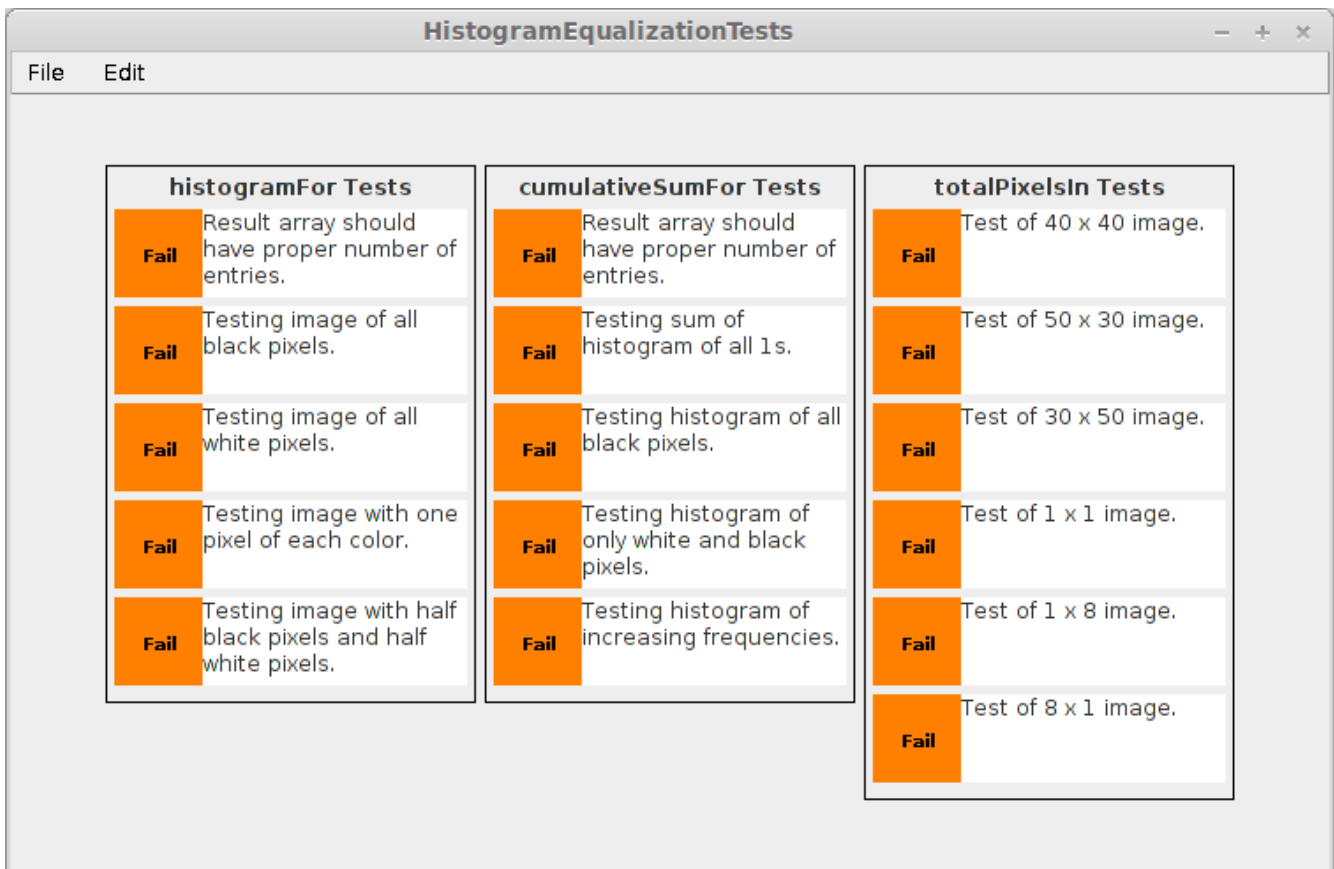 HistogramEqualizationTests
File Edit
histogramFor Tests
Fail
Result array should
have proper number of
entries.
Fail
Testing image of all
black pixels.
Fail
Testing image of all
white pixels.
Fail
Testing image with one
pixel of each color.
Fail
Testing image with half
black pixels and half
white pixels.
cumulativeSumFor Tests
Fail
Result array should
have proper number of
entries.
Fail
Testing sum of
histogram of all 1s.
Fail
Testing histogram of all
black pixels.
Fail
Testing histogram of
only white and black
pixels.
Fail
Testing histogram of
increasing frequencies.
totalPixelsIn Tests
Fail
Test of 40 x 40 image.
Fail
Test of 50 x 30 image.
Fail
Test of 30 x 50 image.
Fail
Test of 1 x 1 image.
Fail
Test of 1 x 8 image.
Fail
Test of 8 x 1 image.